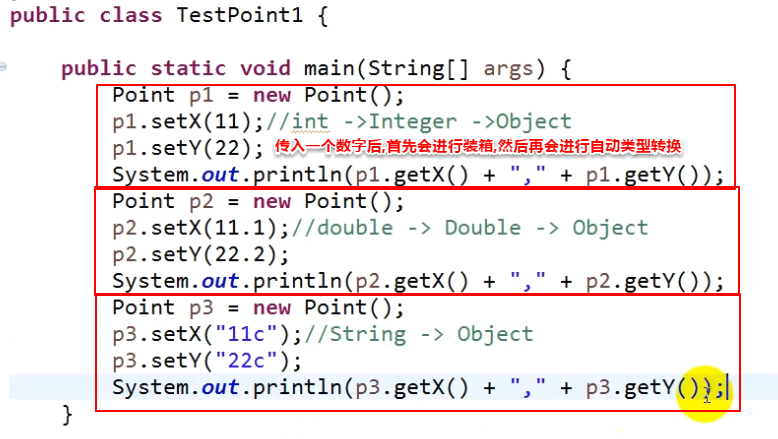 public class TestPoint1 {
public static void main(String[] args) {
Point p1 = new Point();
p1.setX(11);//int ->Integer ->Object
p1.setY(22); 传入一个数字后,首先会进行装箱,然后再会进行自动类型转换
System.out.println(p1.getX() + "," + p1.getY());
Point p2 = new Point();
p2.setX(11.1);//double -> Double -> Object
p2.setY(22.2);
System.out.println(p2.getX() + "," + p2.getY());
Point p3 = new Point();
p3.setX("11c");//String -> Object
p3.setY("22c");
System.out.println(p3.getX() + "," + p3.getY());
}